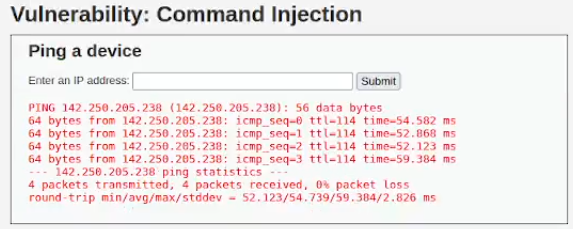 Vulnerability: Command Injection
Ping a device
Enter an IP address: Submit
PING 142.250.205.238 (142.250.205.238): 56 data bytes
64 bytes from 142.250.205.238: icmp_seq=0 ttl=114 time=54.582 ms
64 bytes from 142.250.205.238: icmp_seq=1 ttl=114 time=52.868 ms
64 bytes from 142.250.205.238: icmp_seq=2 ttl=114 time=52.123 ms
64 bytes from 142.250.205.238: icmp_seq=3 ttl=114 time=59.384 ms
--- 142.250.205.238 ping statistics ---
4 packets transmitted, 4 packets received, 0% packet loss
round-trip min/avg/max/stddev = 52.123/54.739/59.384/2.826 ms